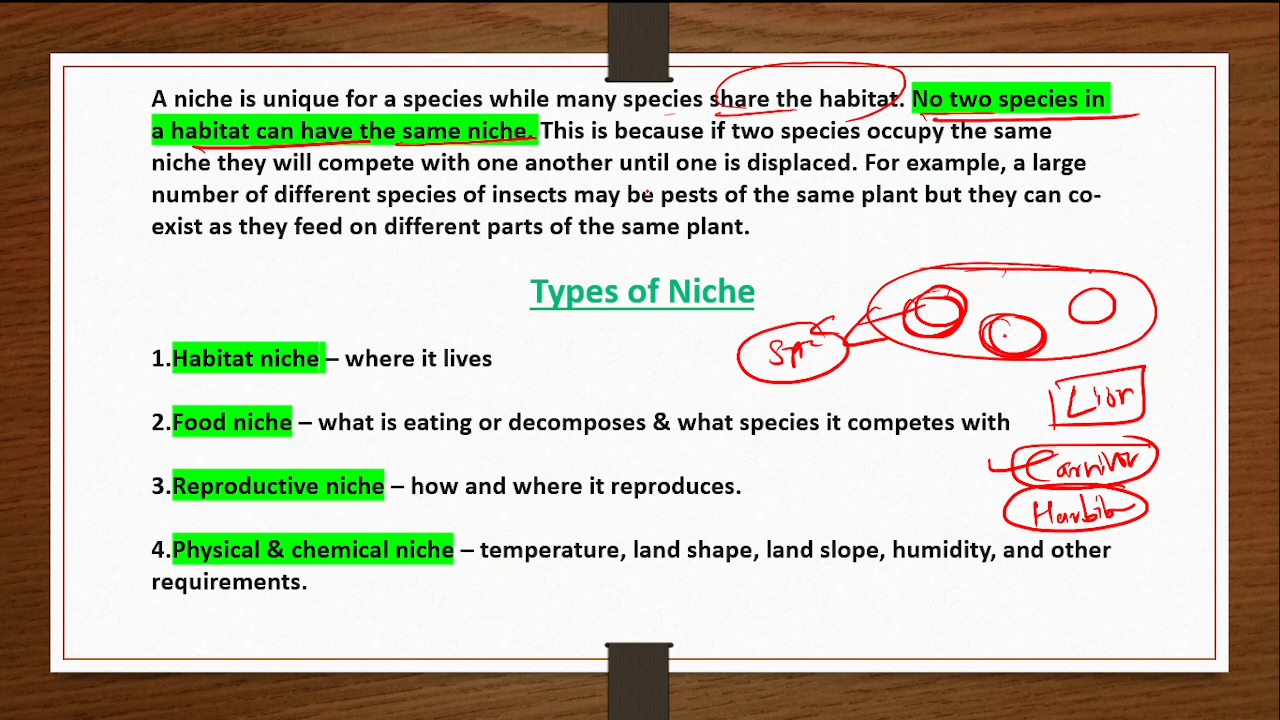 A niche is unique for a species while many species share the habitat. No two species in
a habitat can have the same niche. This is because if two species occupy the same
niche they will compete with one another until one is displaced. For example, a large
number of different species of insects may be pests of the same plant but they can co-
exist as they feed on different parts of the same plant.
Types of Niche
1.Habitat niche – where it lives
2.Food niche – what is eating or decomposes & what species it competes with
Lion
3.Reproductive niche – how and where it reproduces.
4.Physical & chemical niche – temperature, land shape, land slope, humidity, and other
requirements.